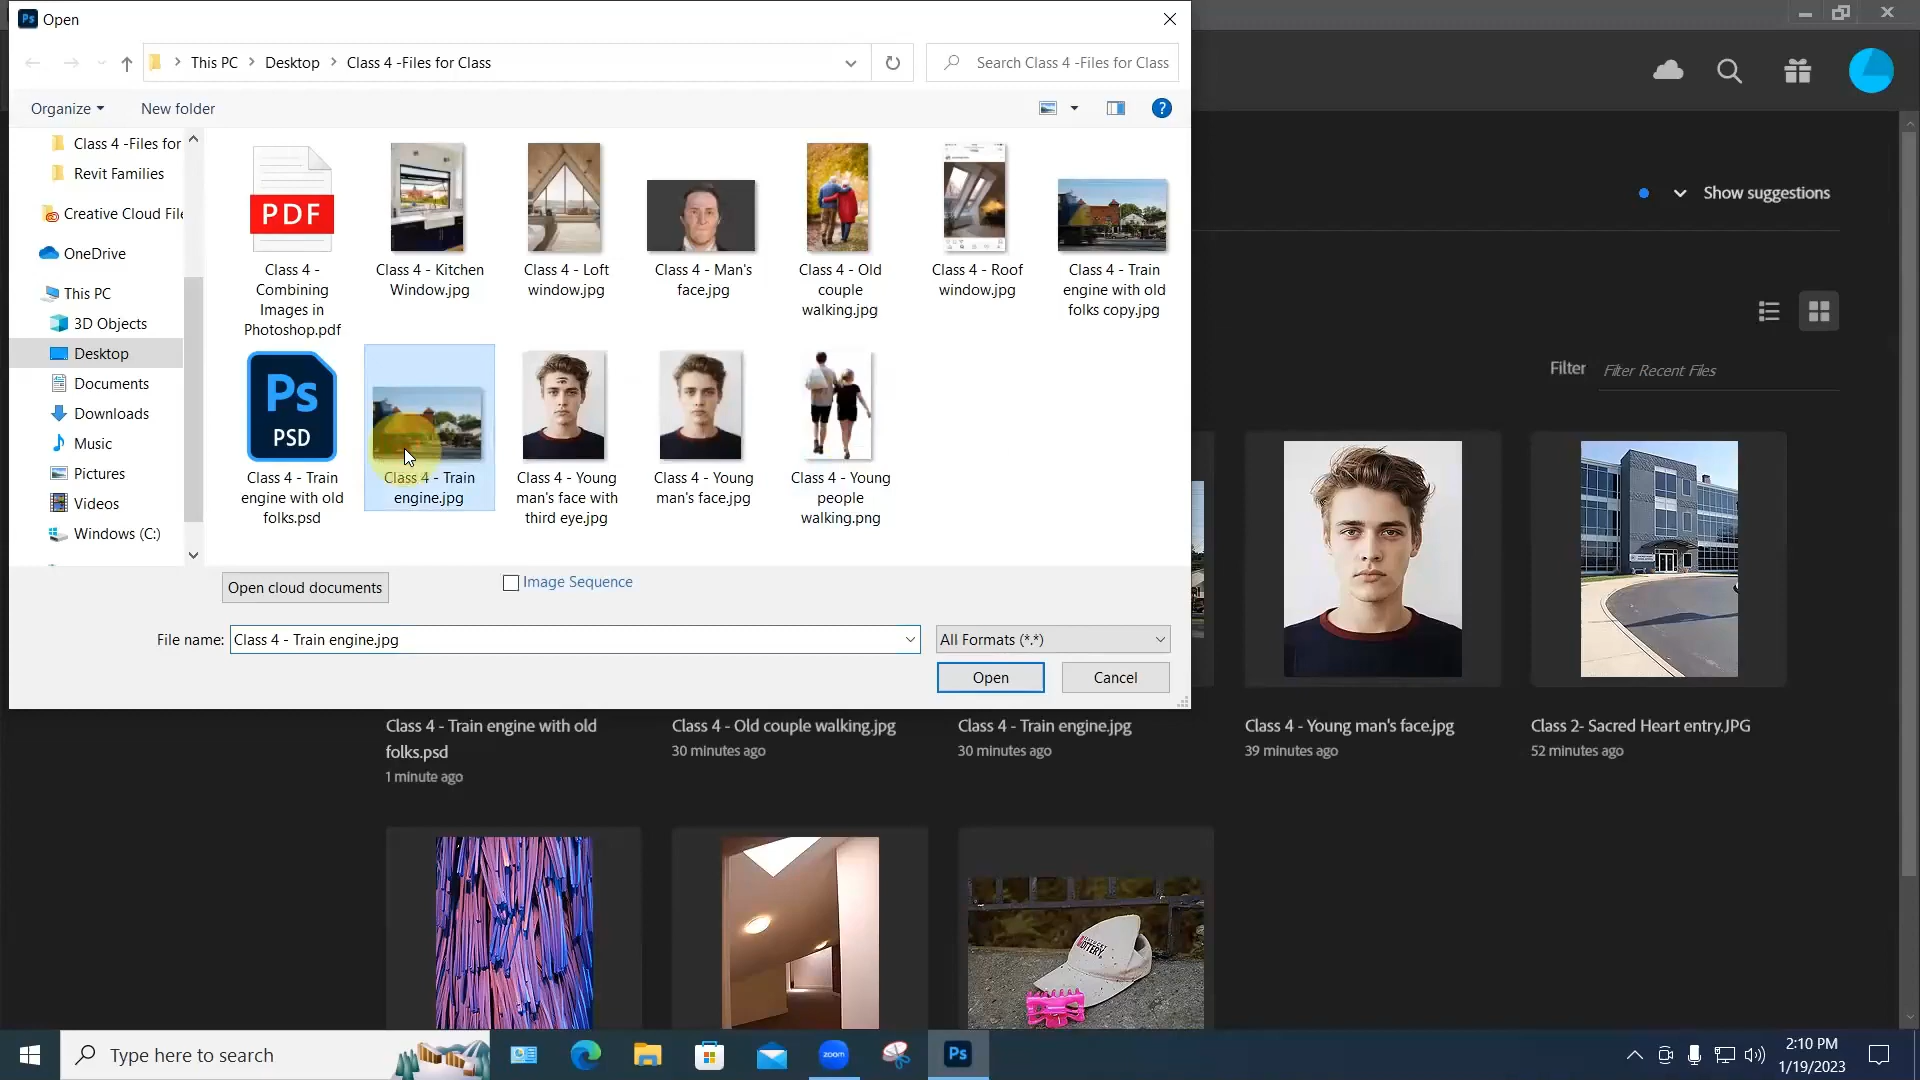 Ps Open
This PC > Desktop > Class 4 -Files for Class
Search Class 4 -Files for Class
Organize
New folder
?
Class 4 -Files for
Revit Families
Creative Cloud File
OneDrive
This PC
3D Objects
Desktop
Documents
Downloads
Music
Pictures
Videos
Windows (C:)
PDF
Class 4 -
Combining
Images in
Photoshop.pdf
Class 4 - Kitchen
Window.jpg
Class 4 - Loft
window.jpg
Class 4 - Man's
face.jpg
Class 4 - Old
couple
walking.jpg
Class 4 - Roof
window.jpg
Class 4 - Train
engine with old
folks copy.jpg
Ps
PSD
Class 4 - Train
engine with old
folks.psd
Class 4 - Train
engine.jpg
Class 4 - Young
man's face with
third eye.jpg
Class 4 - Young
man's face.jpg
Class 4 - Young
people
walking.png
Open cloud documents
Image Sequence
File name:
Class 4 - Train engine.jpg
All Formats (*.*)
Open
Cancel
Show suggestions
Filter
Filter Recent Files
Class 4 - Train engine with old
folks.psd
1 minute ago
Class 4 - Old couple walking.jpg
30 minutes ago
Class 4 - Train engine.jpg
30 minutes ago
Class 4 - Young man's face.jpg
39 minutes ago
Class 2- Sacred Heart entry.JPG
52 minutes ago
Type here to search
zoom
Ps
2:10 PM
1/19/2023